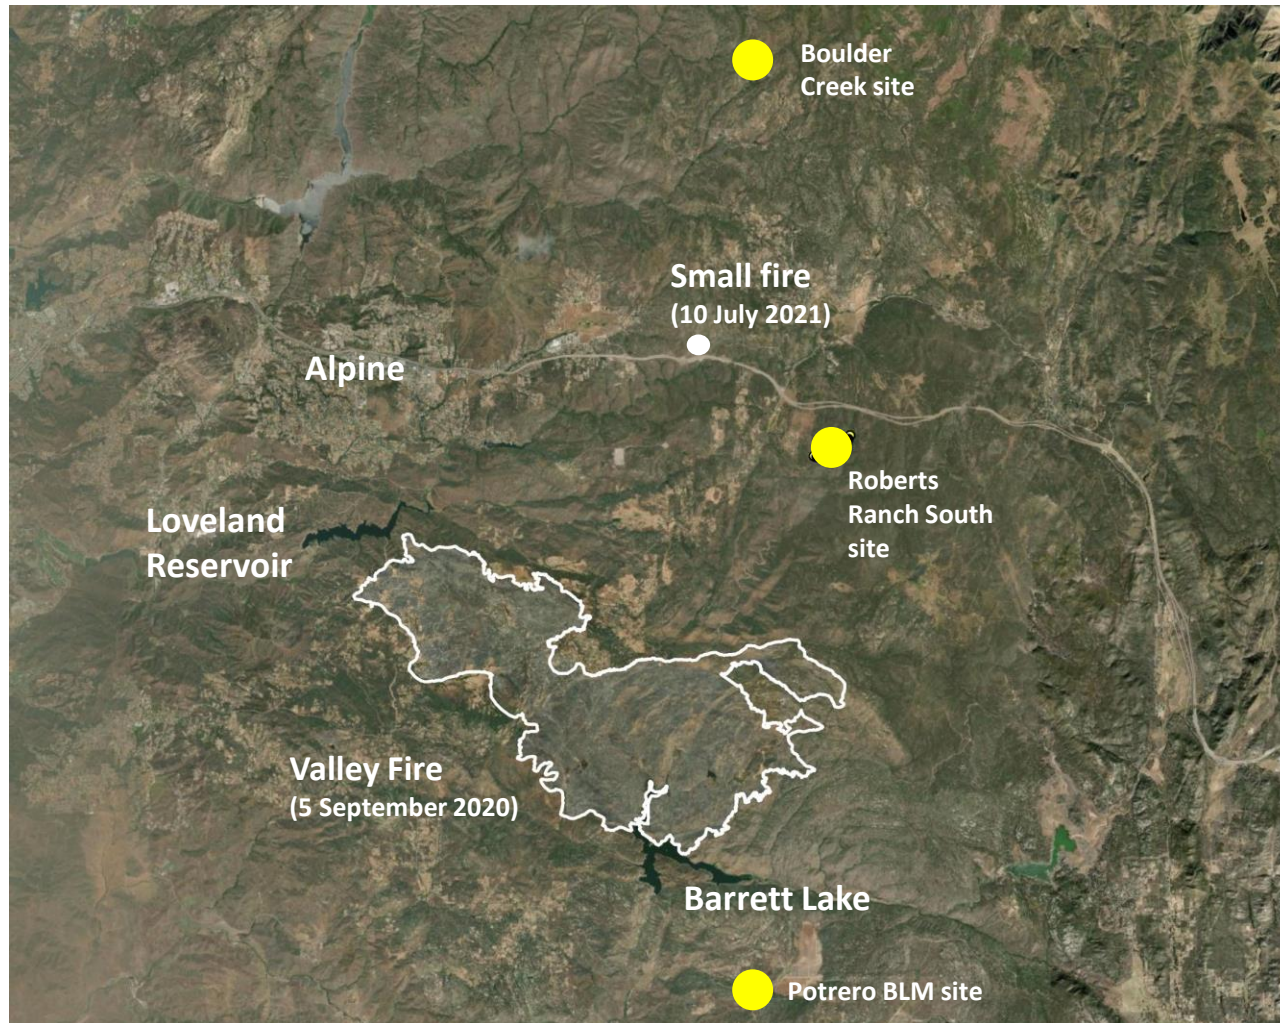 Boulder
Creek site
Small fire
(10 July 2021)
Alpine
Roberts
Ranch South
site
Loveland
Reservoir
Valley Fire
(5 September 2020)
Barrett Lake
Potrero BLM site